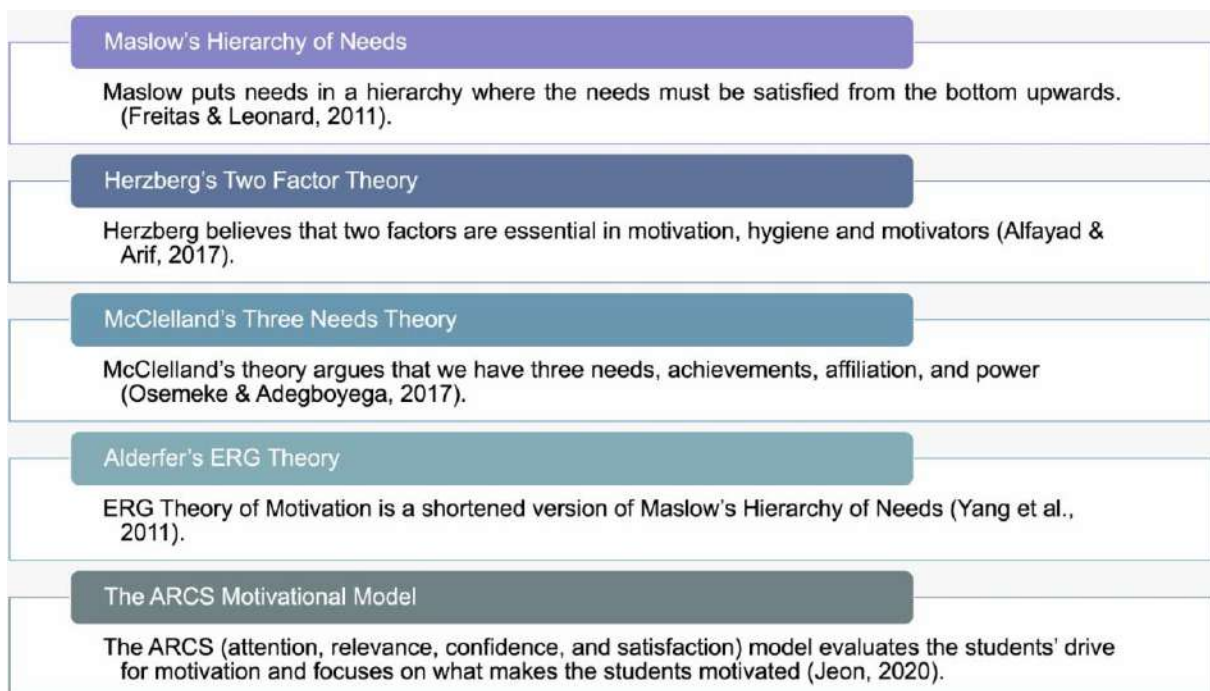 Maslow's Hierarchy of Needs
Maslow puts needs in a hierarchy where the needs must be satisfied from the bottom upwards.
(Freitas & Leonard, 2011).
Herzberg's Two Factor Theory
Herzberg believes that two factors are essential in motivation, hygiene and motivators (Alfayad &
Arif, 2017).
McClelland's Three Needs Theory
McClelland's theory argues that we have three needs, achievements, affiliation, and power
(Osemeke & Adegboyega, 2017).
Alderfer's ERG Theory
ERG Theory of Motivation is a shortened version of Maslow's Hierarchy of Needs (Yang et al.,
2011).
The ARCS Motivational Model
The ARCS (attention, relevance, confidence, and satisfaction) model evaluates the students' drive
for motivation and focuses on what makes the students motivated (Jeon, 2020).